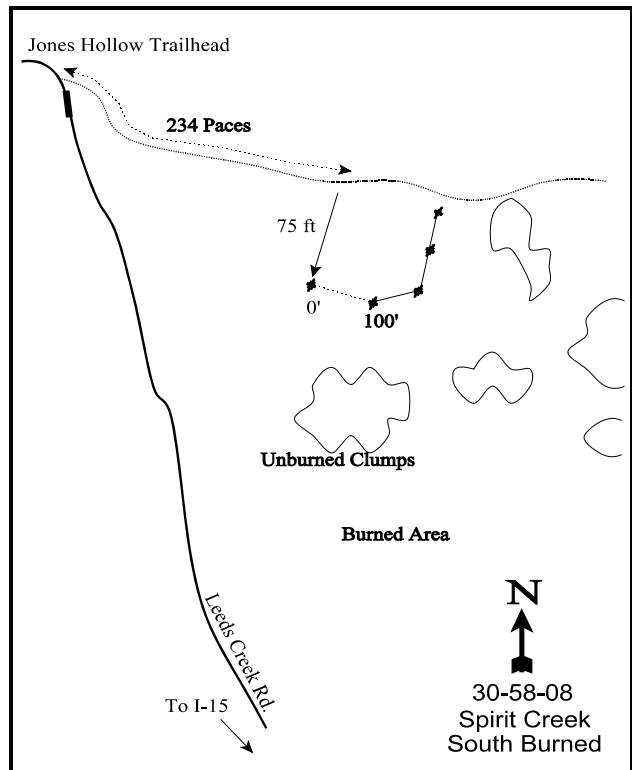 Jones Hollow Trailhead
234 Paces
75 ft
0'
100'
Unburned Clumps
Burned Area
Leeds Creek Rd.
To I-15
N
30-58-08
Spirit Creek
South Burned